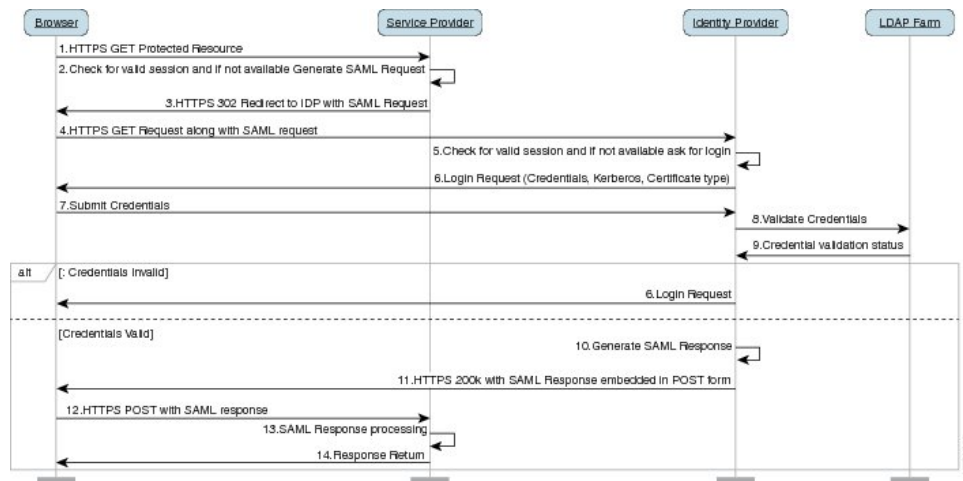 Browser
Service Provider
Identity Provider
LDAP Farm
1.HTTPS GET Protected Resource
2.Check for valid session and if not available Generate SAML Request
3.HTTPS 302 Redirect to IDP with SAML Request
4.HTTPS GET Request along with SAML request
5.Check for valid session and if not available ask for login
6.Login Request (Credentials, Kerberos, Certificate type)
7.Submit Credentials
8.Validate Credentials
9.Credential validation status
alt
[: Credentials Invalid]
6.Login Request
[Credentials Valid]
10.Generate SAML Response
11.HTTPS 200k with SAML Response embedded in POST form
12.HTTPS POST with SAML response
13.SAML Response processing
14.Response Return